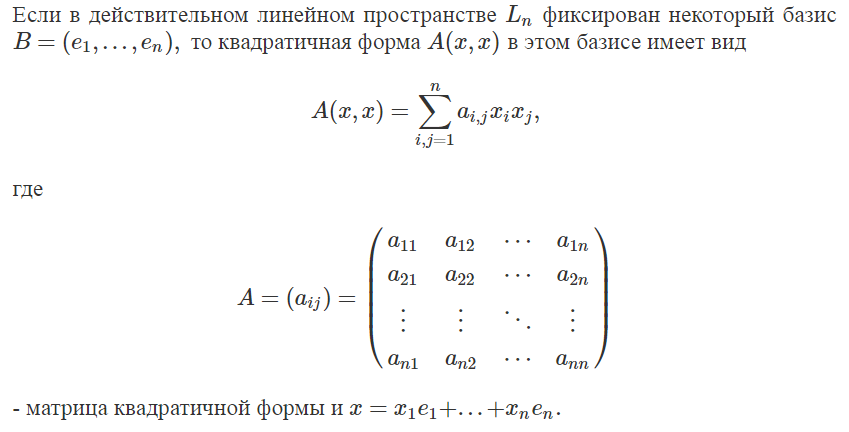 Если в действительном линейном пространстве $L_n$ фиксирован некоторый базис
$B = (e_1, \ldots, e_n),$ то квадратичная форма $A(x, x)$ в этом базисе имеет вид
$$A(x, x) = \sum_{i,j=1}^{n} a_{i,j} x_i x_j,$$
где
$$A = (a_{ij}) = \begin{pmatrix} a_{11} & a_{12} & \cdots & a_{1n} \\ a_{21} & a_{22} & \cdots & a_{2n} \\ \vdots & \vdots & \ddots & \vdots \\ a_{n1} & a_{n2} & \cdots & a_{nn} \end{pmatrix}$$
- матрица квадратичной формы и $x = x_1 e_1 + \ldots + x_n e_n.$